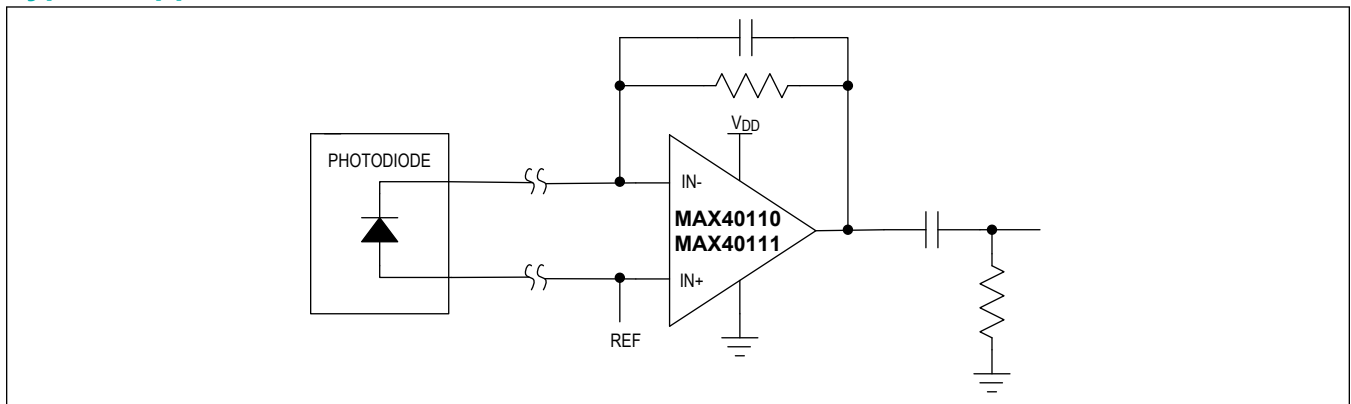 PHOTODIODE
VDD
IN-
MAX40110
MAX40111
IN+
REF